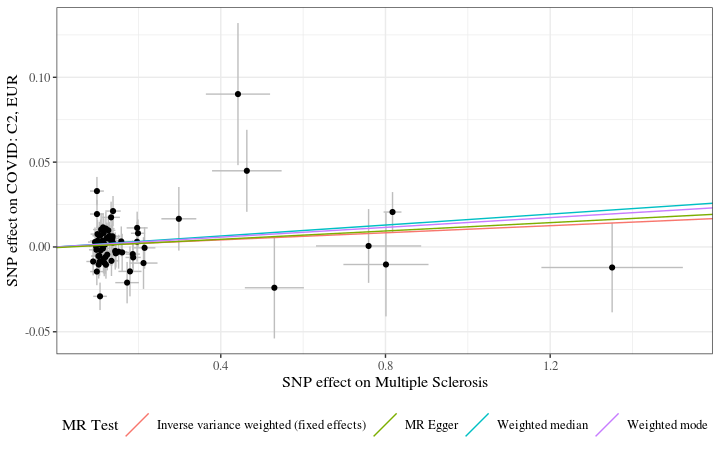 SNP effect on COVID: C2, EUR
0.10
0.05
0.00
-0.05
0.4
0.8
1.2
SNP effect on Multiple Sclerosis
MR Test
Inverse variance weighted (fixed effects)
MR Egger
Weighted median
Weighted mode